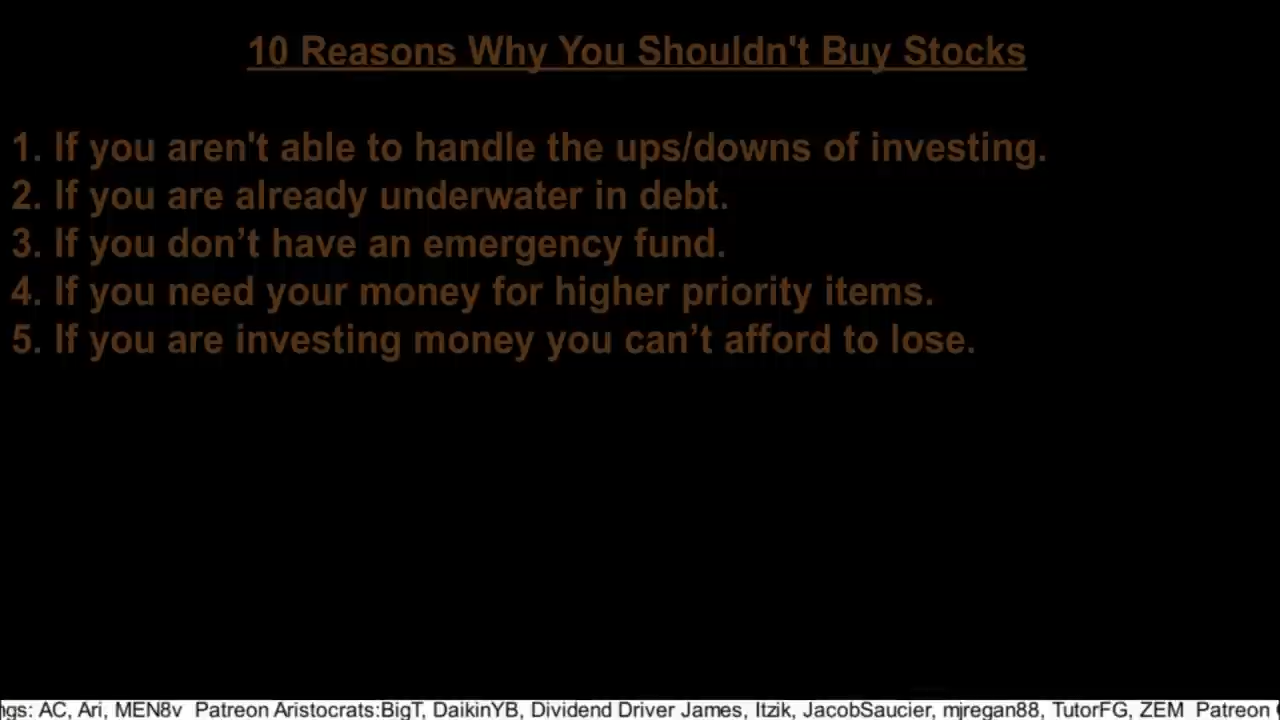 10 Reasons Why You Shouldn't Buy Stocks
1. If you aren't able to handle the ups/downs of investing.
2. If you are already underwater in debt.
3. If you don’t have an emergency fund.
4. If you need your money for higher priority items.
5. If you are investing money you can’t afford to lose.
ngs: AC, Ari, MEN8v  Patreon Aristocrats:BigT, DaikinYB, Dividend Driver James, Itzik, JacobSaucier, mjregan88, TutorFG, ZEM  Patreon